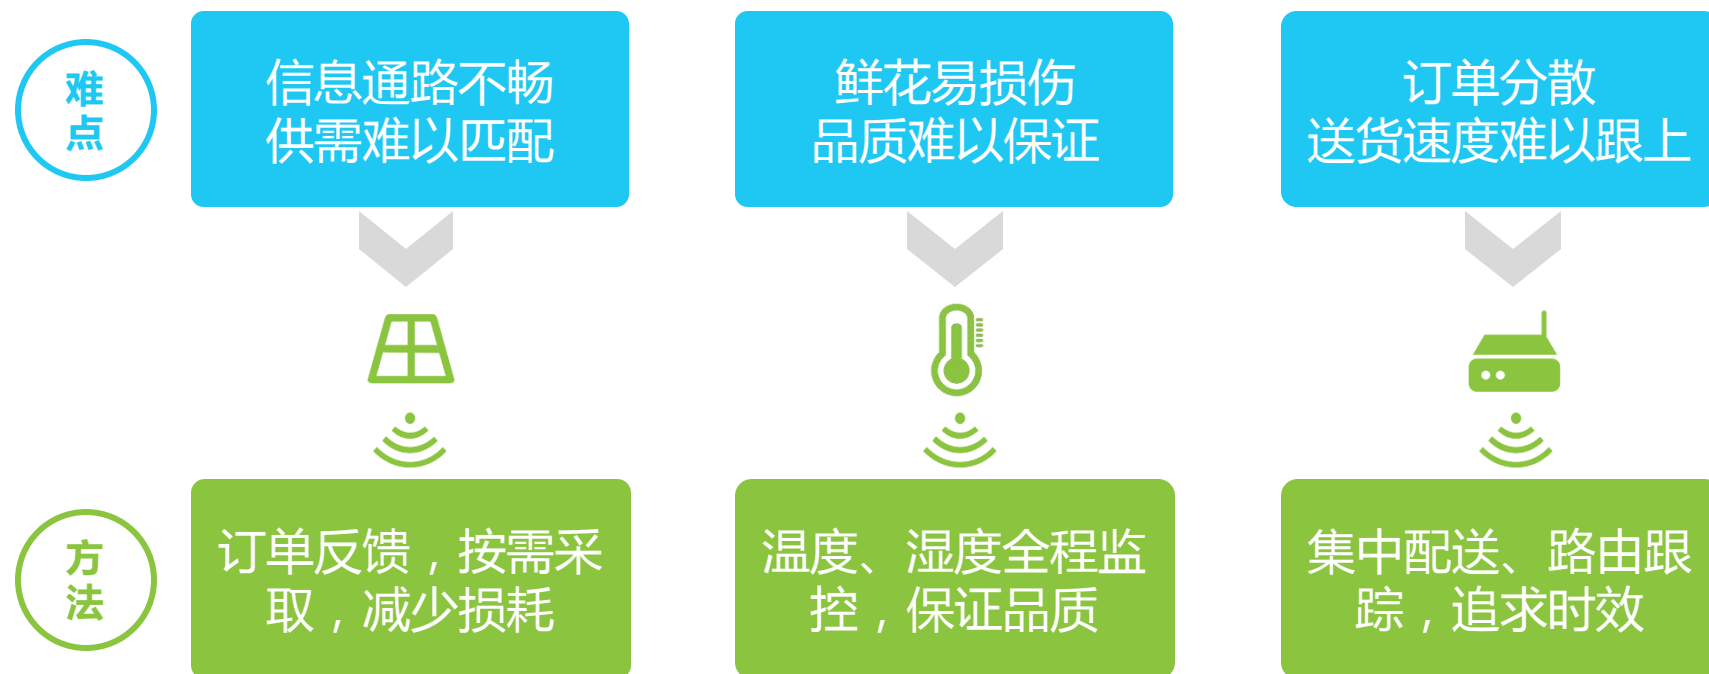 难
点
信息通路不畅
供需难以匹配
鲜花易损伤
品质难以保证
订单分散
送货速度难以跟上
方
法
订单反馈，按需采
取，减少损耗
温度、湿度全程监
控，保证品质
集中配送、路由跟
踪，追求时效